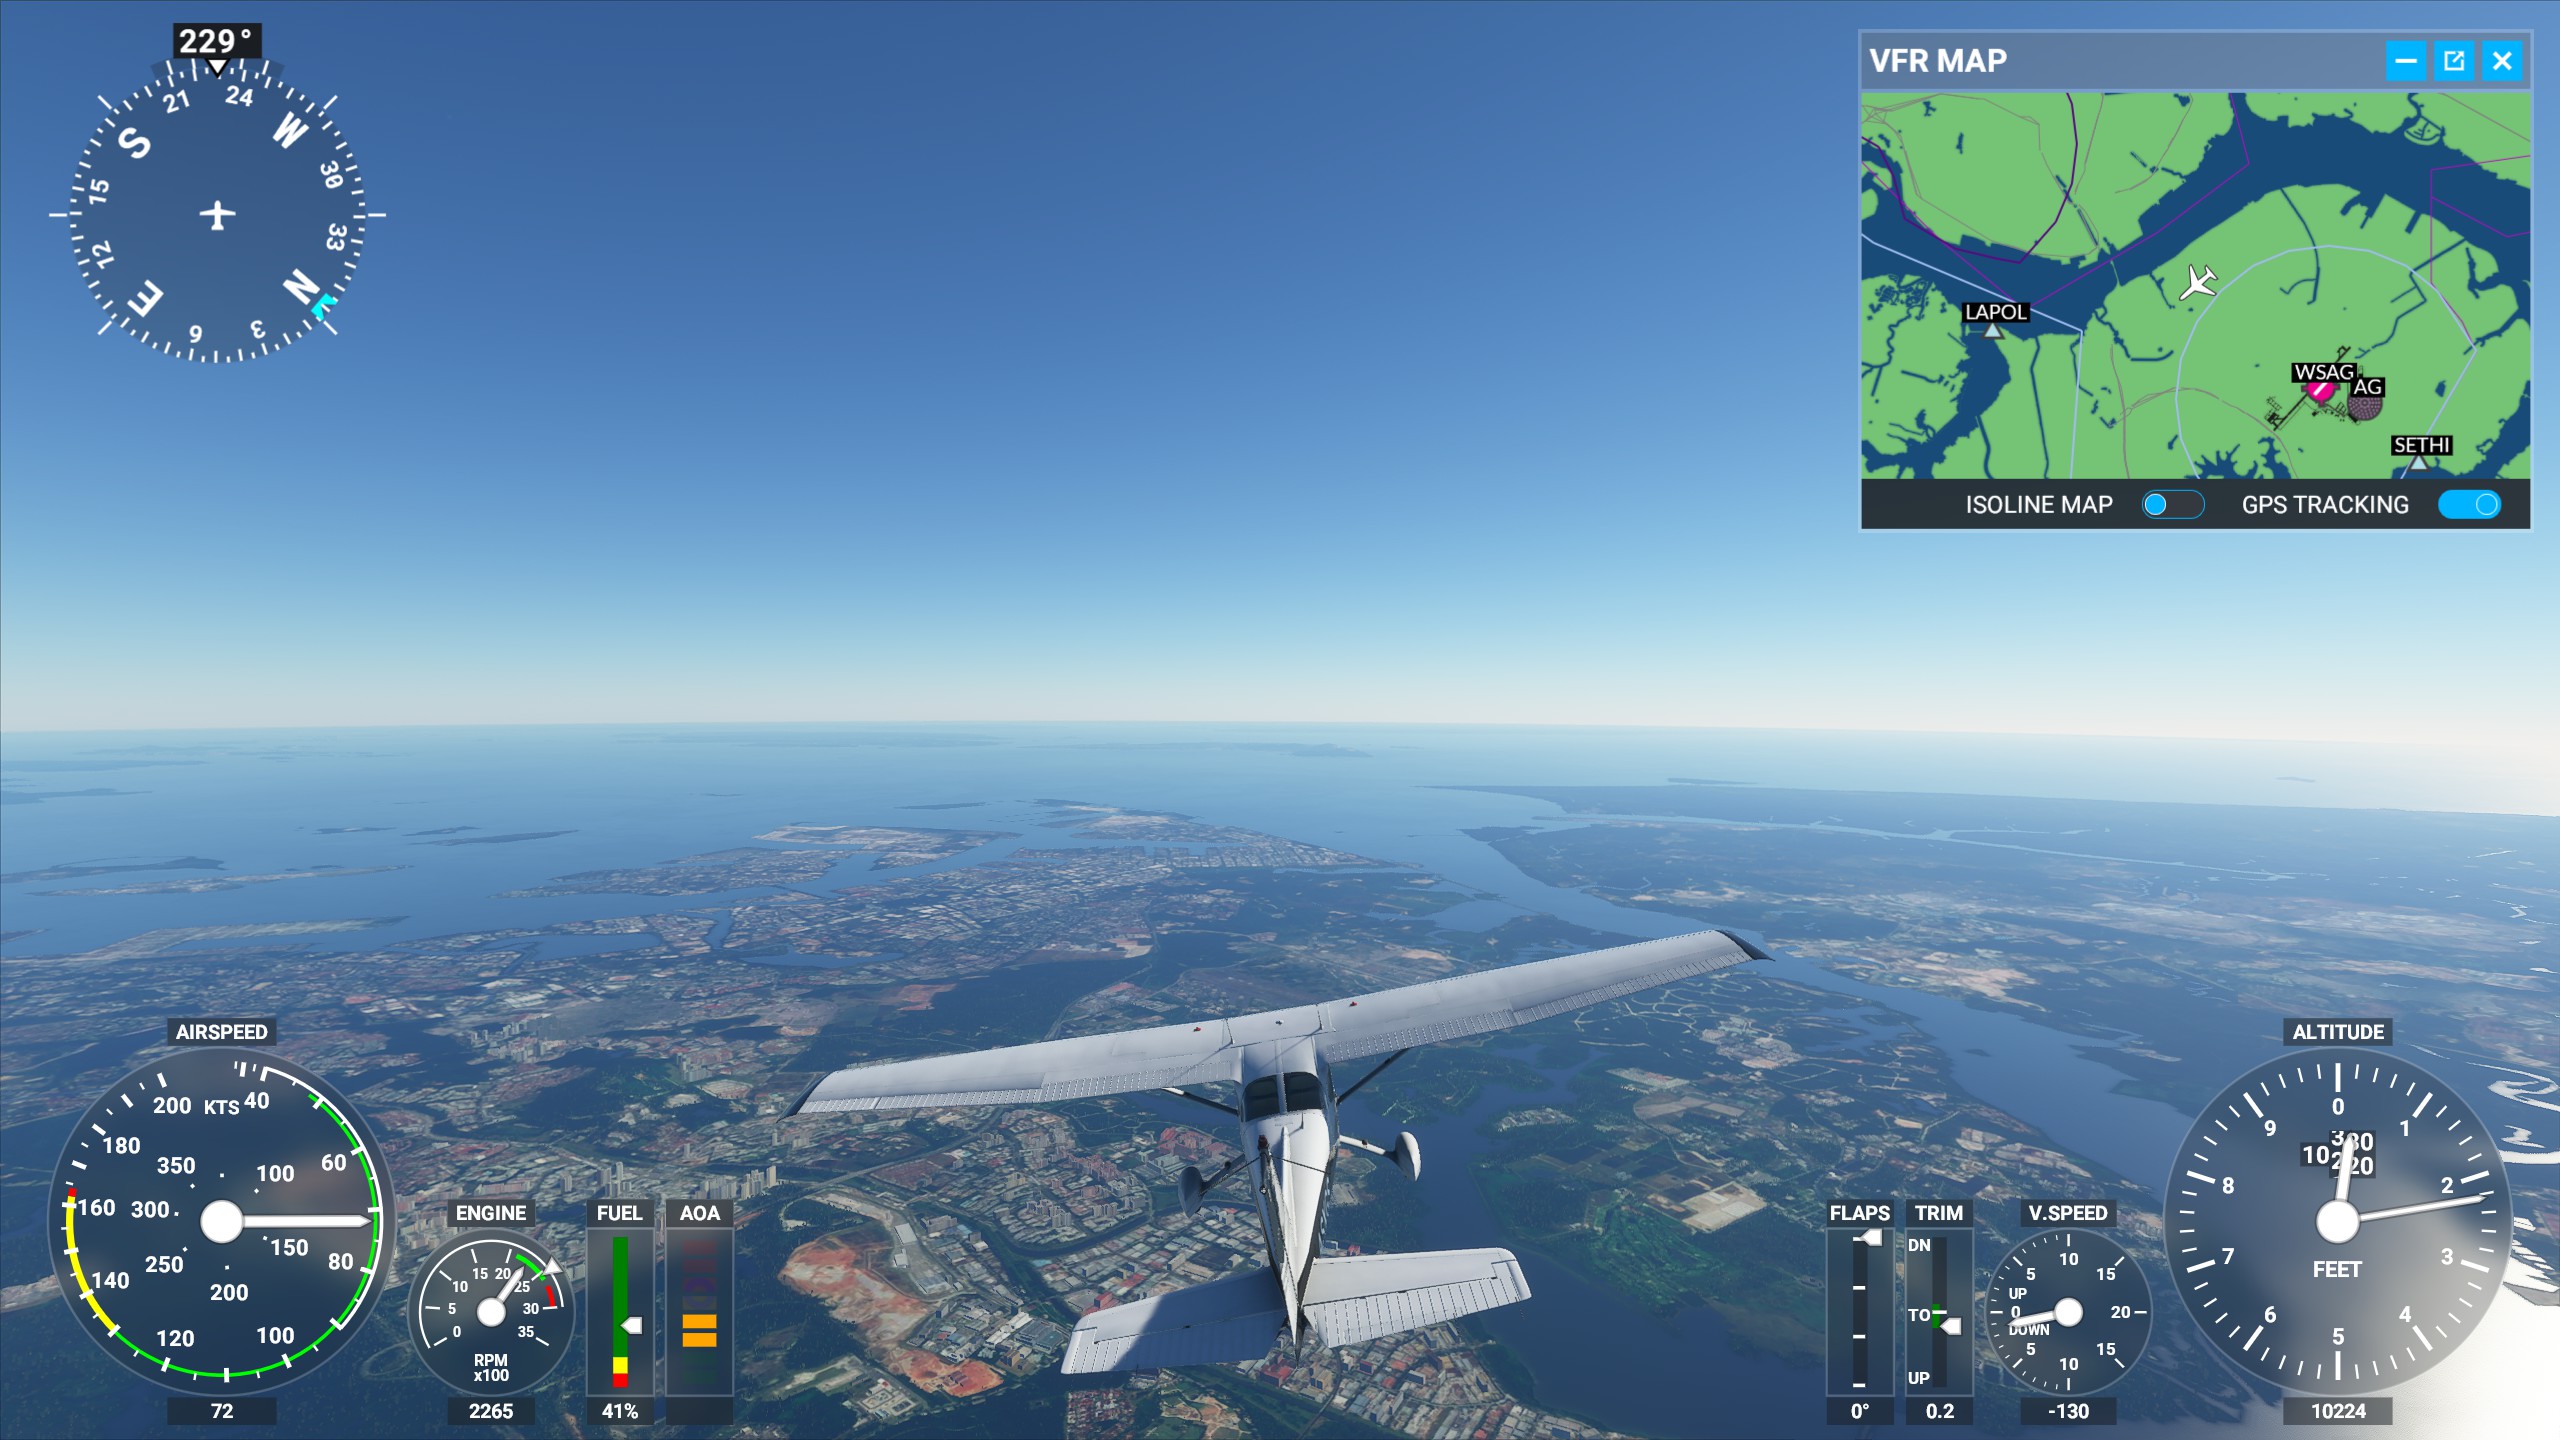 229°
21
24
S
W
15
30
12
33
E
N
6
3
VFR MAP
LAPOL
WSAG
AG
SETHI
ISOLINE MAP
GPS TRACKING
AIRSPEED
200 KTS 40
180
350
100
60
160
300
250
150
80
140
200
120
100
72
ENGINE
15 20
10
25
5
30
0
35
RPM
x100
2265
FUEL
41%
AOA
FLAPS
0°
TRIM
DN
TO
UP
0.2
V.SPEED
10
5
15
UP
0
20
DOWN
5
15
10
-130
ALTITUDE
0
9
1
8
2
7
3
FEET
6
4
5
10224